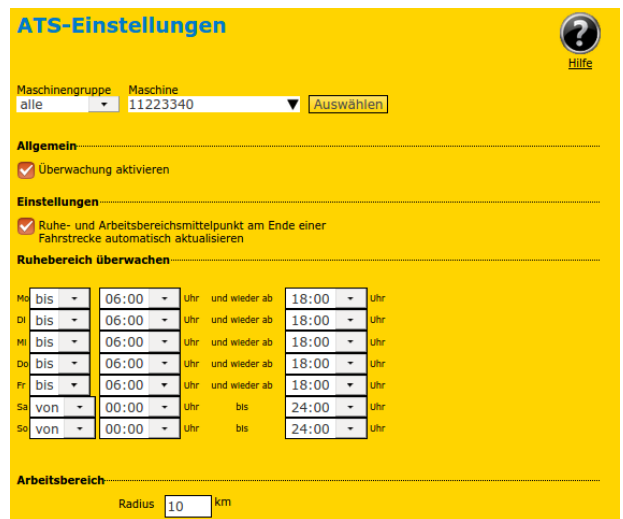 ATS-Einstellungen
?
Hilfe
Maschinengruppe Maschine
alle 11223340 Auswählen
Allgemein
Überwachung aktivieren
Einstellungen
Ruhe- und Arbeitsbereichsmittelpunkt am Ende einer
Fahrstrecke automatisch aktualisieren
Ruhebereich überwachen
Mo bis 06:00 Uhr und wieder ab 18:00 Uhr
DI bis 06:00 Uhr und wieder ab 18:00 Uhr
MI bis 06:00 Uhr und wieder ab 18:00 Uhr
Do bis 06:00 Uhr und wieder ab 18:00 Uhr
Fr bis 06:00 Uhr und wieder ab 18:00 Uhr
Sa von 00:00 Uhr bis 24:00 Uhr
So von 00:00 Uhr bis 24:00 Uhr
Arbeitsbereich
Radius 10 km